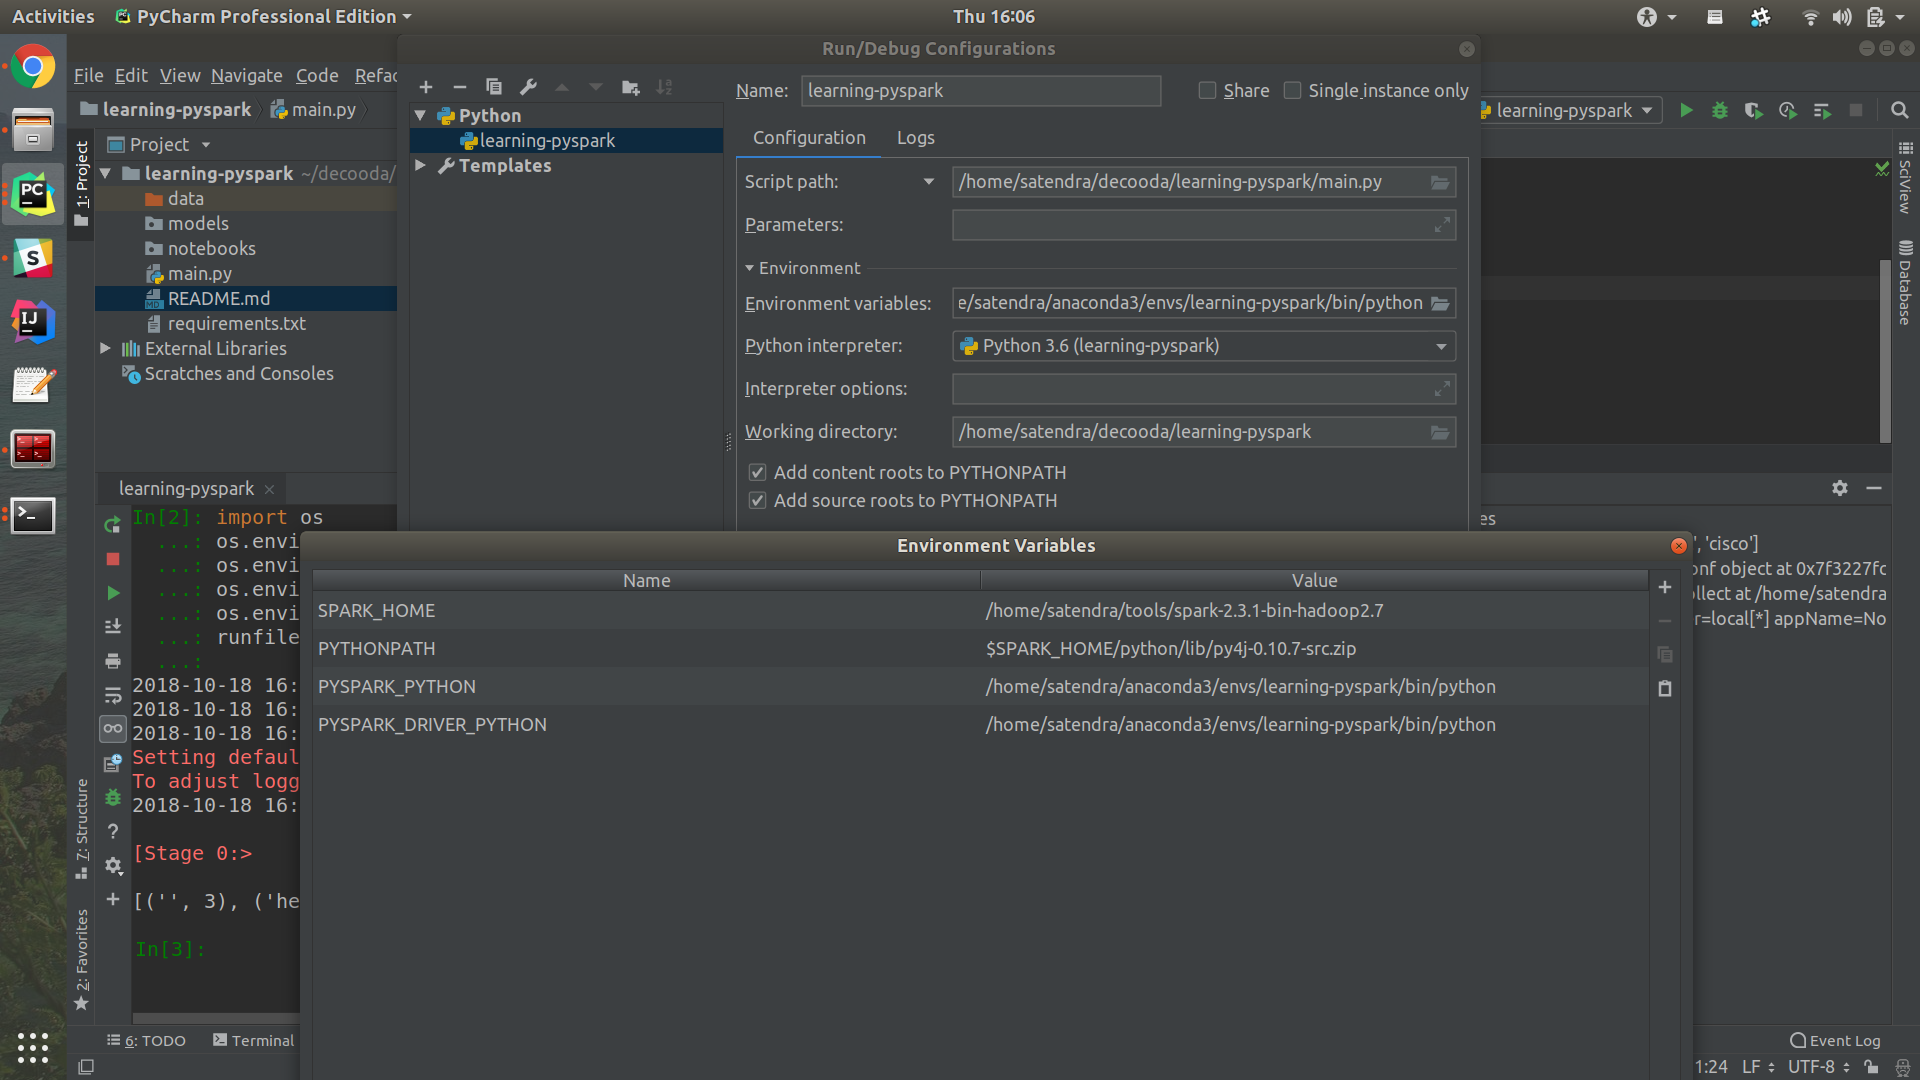 Activities
PyCharm Professional Edition
Thu 16:06
Run/Debug Configurations
File Edit View Navigate Code Refac
Name: learning-pyspark
Share
Single instance only
learning-pyspark main.py
Python
learning-pyspark
Templates
learning-pyspark
Configuration Logs
Project
learning-pyspark ~/decooda/
data
models
notebooks
main.py
README.md
requirements.txt
External Libraries
Scratches and Consoles
1: Project
7: Structure
2: Favorites
SciView
Database
Script path: /home/satendra/decooda/learning-pyspark/main.py
Parameters:
Environment
Environment variables: e/satendra/anaconda3/envs/learning-pyspark/bin/python
Python interpreter: Python 3.6 (learning-pyspark)
Interpreter options:
Working directory: /home/satendra/decooda/learning-pyspark
Add content roots to PYTHONPATH
Add source roots to PYTHONPATH
learning-pyspark
In[2]: import os
...: os.envi
...: os.envi
...: os.envi
...: os.envi
...: runfile
...:
2018-10-18 16:
2018-10-18 16:
2018-10-18 16:
Setting defaul
To adjust logg
2018-10-18 16:
[Stage 0:>
[('', 3), ('he
In[3]:
es
', 'cisco']
onf object at 0x7f3227fc
ollect at /home/satendra
r=local[*] appName=No
Environment Variables
Name Value
SPARK_HOME /home/satendra/tools/spark-2.3.1-bin-hadoop2.7
PYTHONPATH $SPARK_HOME/python/lib/py4j-0.10.7-src.zip
PYSPARK_PYTHON /home/satendra/anaconda3/envs/learning-pyspark/bin/python
PYSPARK_DRIVER_PYTHON /home/satendra/anaconda3/envs/learning-pyspark/bin/python
6: TODO
Terminal
Event Log
1:24 LF UTF-8